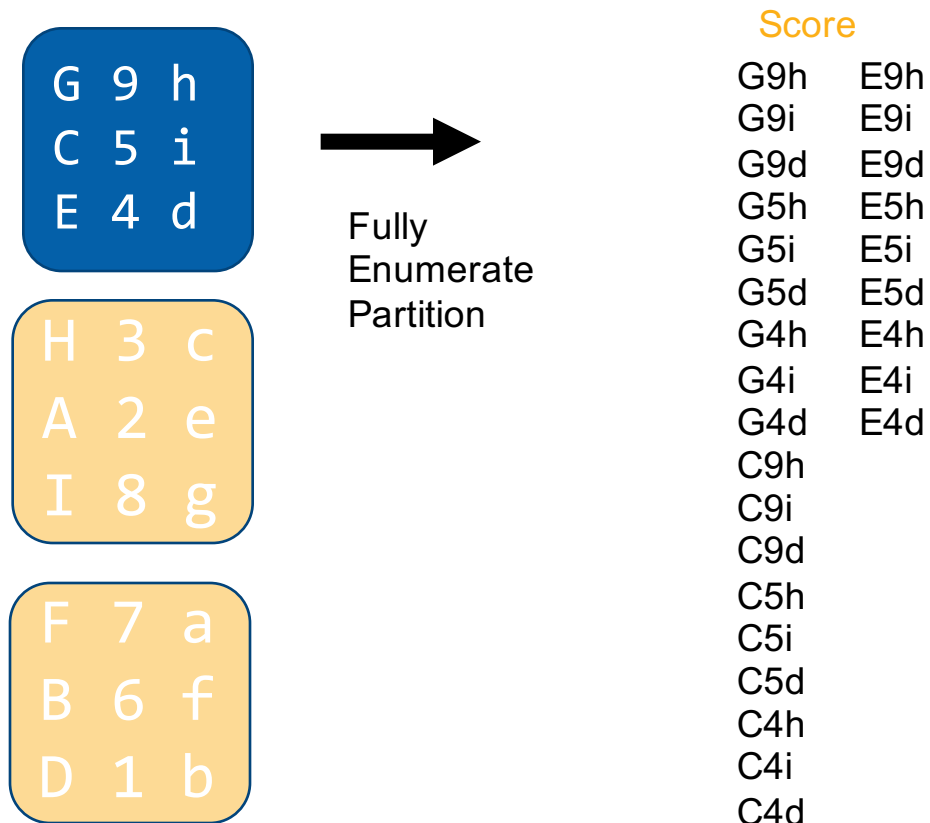 G 9 h
C 5 i
E 4 d
H 3 c
A 2 e
I 8 g
F 7 a
B 6 f
D 1 b
Fully
Enumerate
Partition
Score
G9h E9h
G9i E9i
G9d E9d
G5h E5h
G5i E5i
G5d E5d
G4h E4h
G4i E4i
G4d E4d
C9h
C9i
C9d
C5h
C5i
C5d
C4h
C4i
C4d